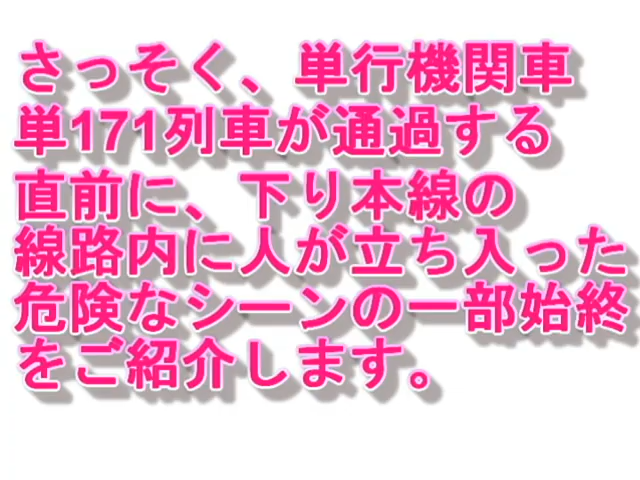 さっそく、単行機関車
単171列車が通過する
直前に、下り本線の
線路内に人が立ち入った
危険なシーンの一部始終
をご紹介します。